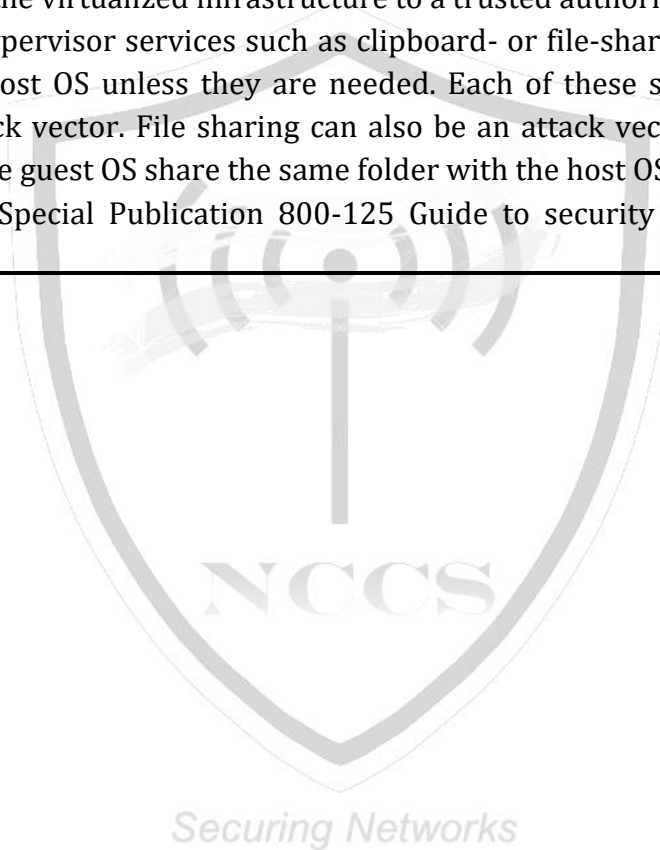 the virtualized infrastructure to a trusted authori
pervisor services such as clipboard- or file-shar
ost OS unless they are needed. Each of these s
ck vector. File sharing can also be an attack vec
e guest OS share the same folder with the host OS
Special Publication 800-125 Guide to security
NCCS
Securing Networks